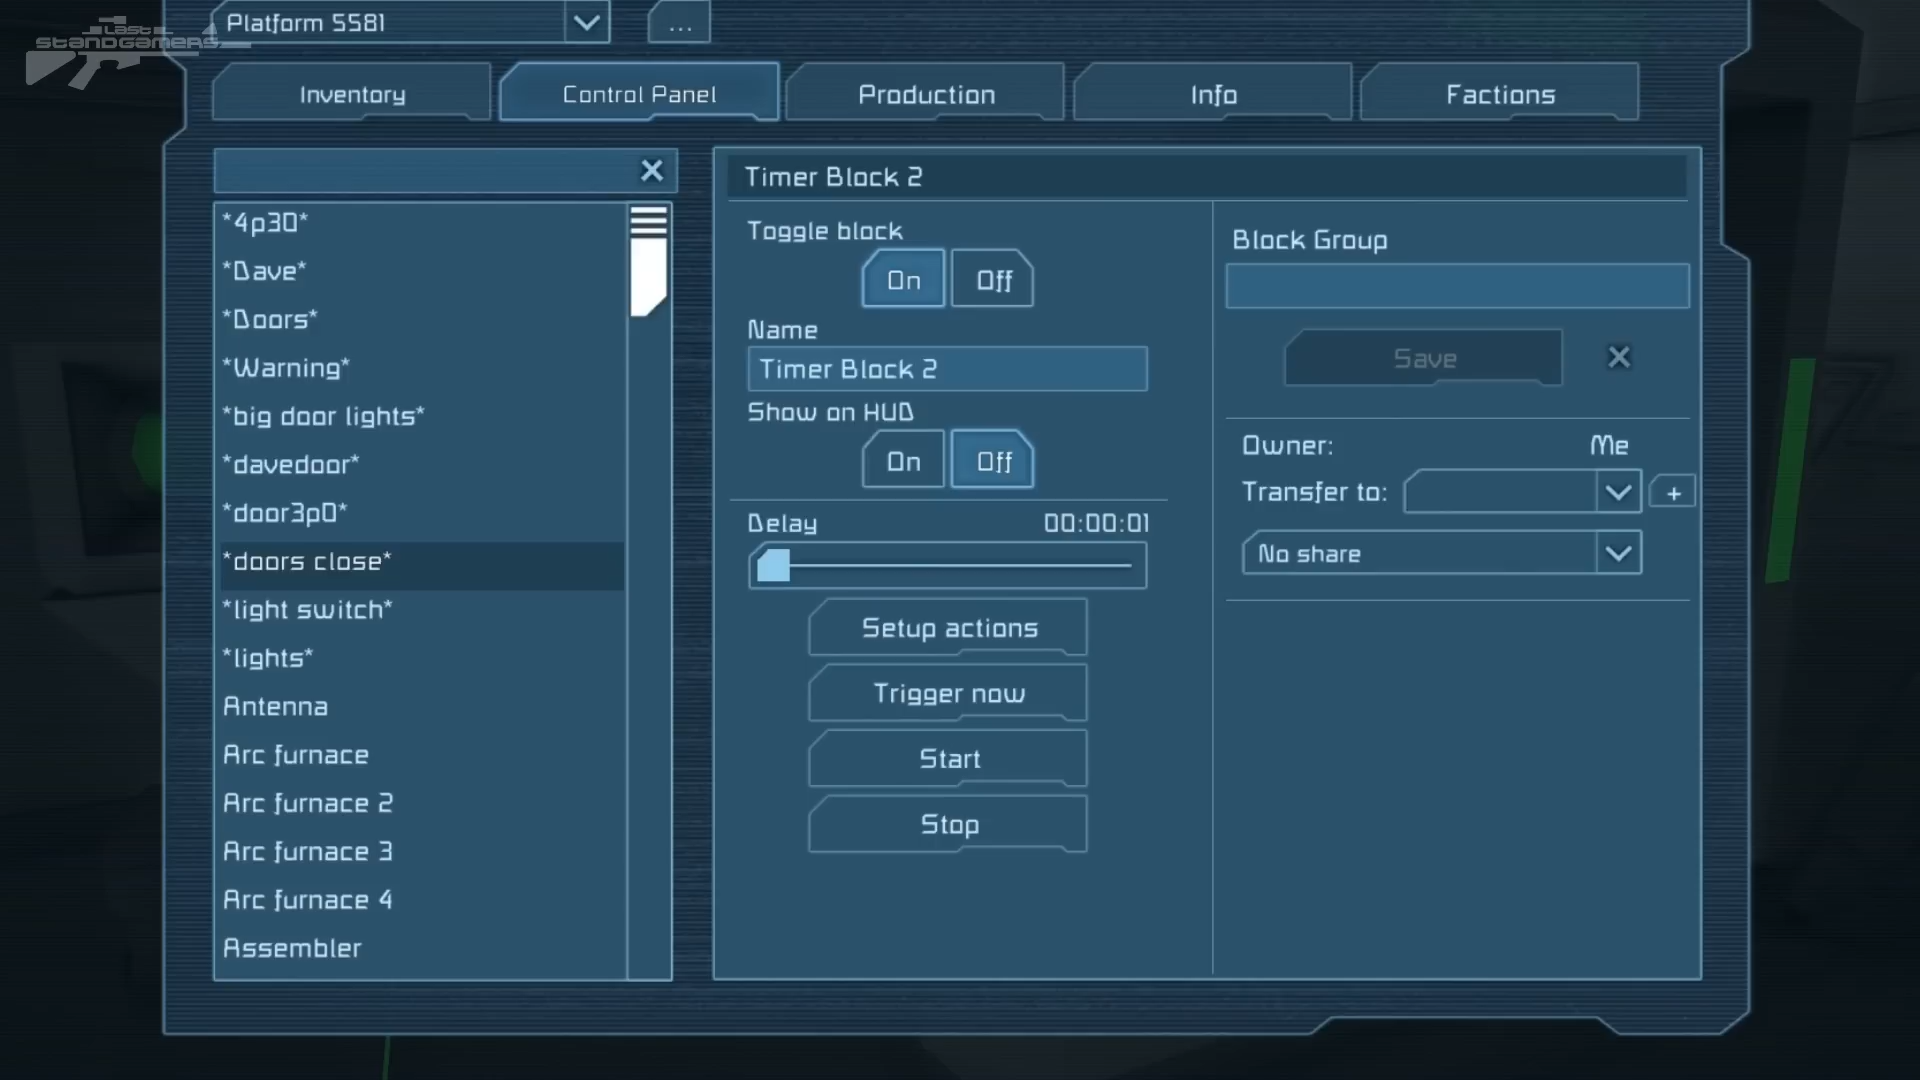 Last
StandGamers
Platform 5581
...
Inventory
Control Panel
Production
Info
Factions
*4p30*
*Dave*
*Doors*
*Warning*
*big door lights*
*davedoor*
*door3p0*
*doors close*
*light switch*
*lights*
Antenna
Arc furnace
Arc furnace 2
Arc furnace 3
Arc furnace 4
Assembler
Timer Block 2
Toggle block
On Off
Name
Timer Block 2
Show on HUD
On Off
Delay 00:00:01
Setup actions
Trigger now
Start
Stop
Block Group
Save
Owner: Me
Transfer to: +
No share